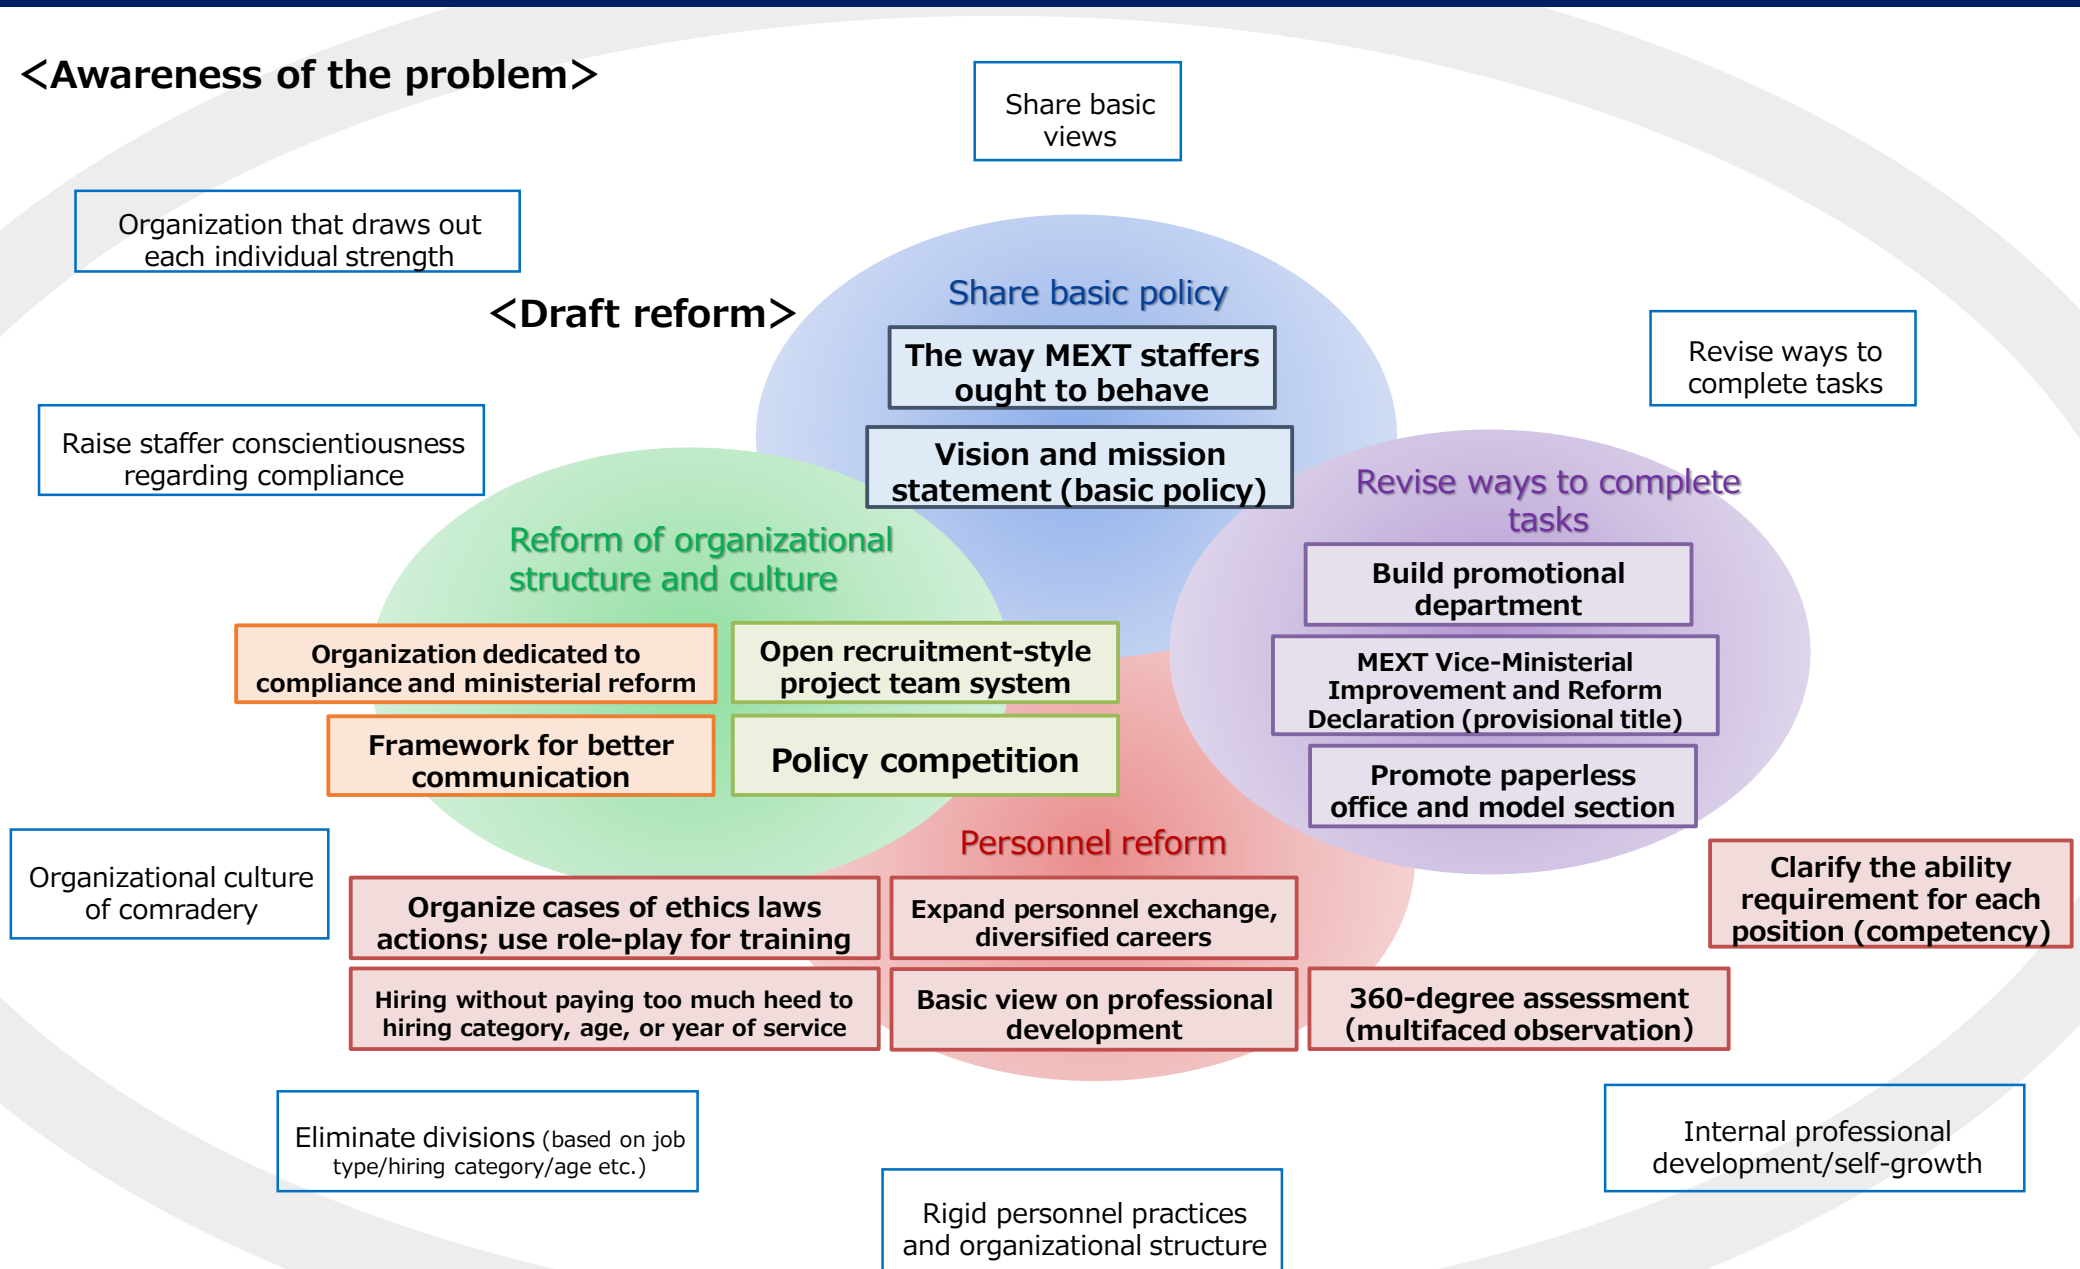 <Awareness of the problem>
Share basic
views
Organization that draws out
each individual strength
<Draft reform>
Share basic policy
The way MEXT staffers
ought to behave
Vision and mission
statement (basic policy)
Revise ways to
complete tasks
Raise staffer conscientiousness
regarding compliance
Revise ways to complete
tasks
Build promotional
department
MEXT Vice-Ministerial
Improvement and Reform
Declaration (provisional title)
Promote paperless
office and model section
Reform of organizational
structure and culture
Organization dedicated to
compliance and ministerial reform
Open recruitment-style
project team system
Framework for better
communication
Policy competition
Organizational culture
of comradery
Personnel reform
Organize cases of ethics laws
actions; use role-play for training
Expand personnel exchange,
diversified careers
Clarify the ability
requirement for each
position (competency)
Hiring without paying too much heed to
hiring category, age, or year of service
Basic view on professional
development
360-degree assessment
(multifaced observation)
Eliminate divisions (based on job
type/hiring category/age etc.)
Rigid personnel practices
and organizational structure
Internal professional
development/self-growth